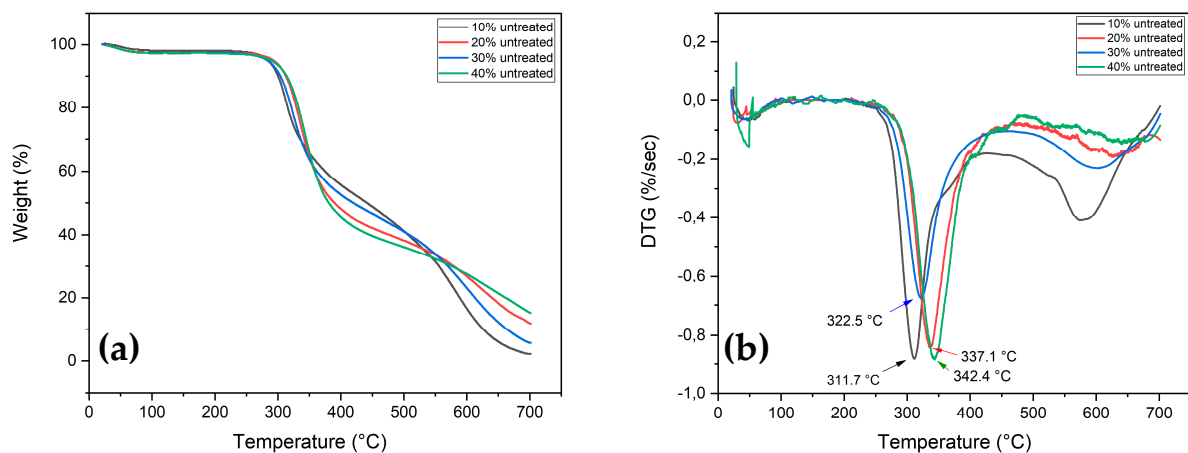 10% untreated
20% untreated
30% untreated
40% untreated
100
80
60
40
20
0
Weight (%)
(a)
0 100 200 300 400 500 600 700
Temperature (°C)
10% untreated
20% untreated
30% untreated
40% untreated
0,2
0,0
-0,2
-0,4
-0,6
-0,8
-1,0
DTG (%/sec)
322.5 °C
337.1 °C
311.7 °C
342.4 °C
(b)
0 100 200 300 400 500 600 700
Temperature (°C)